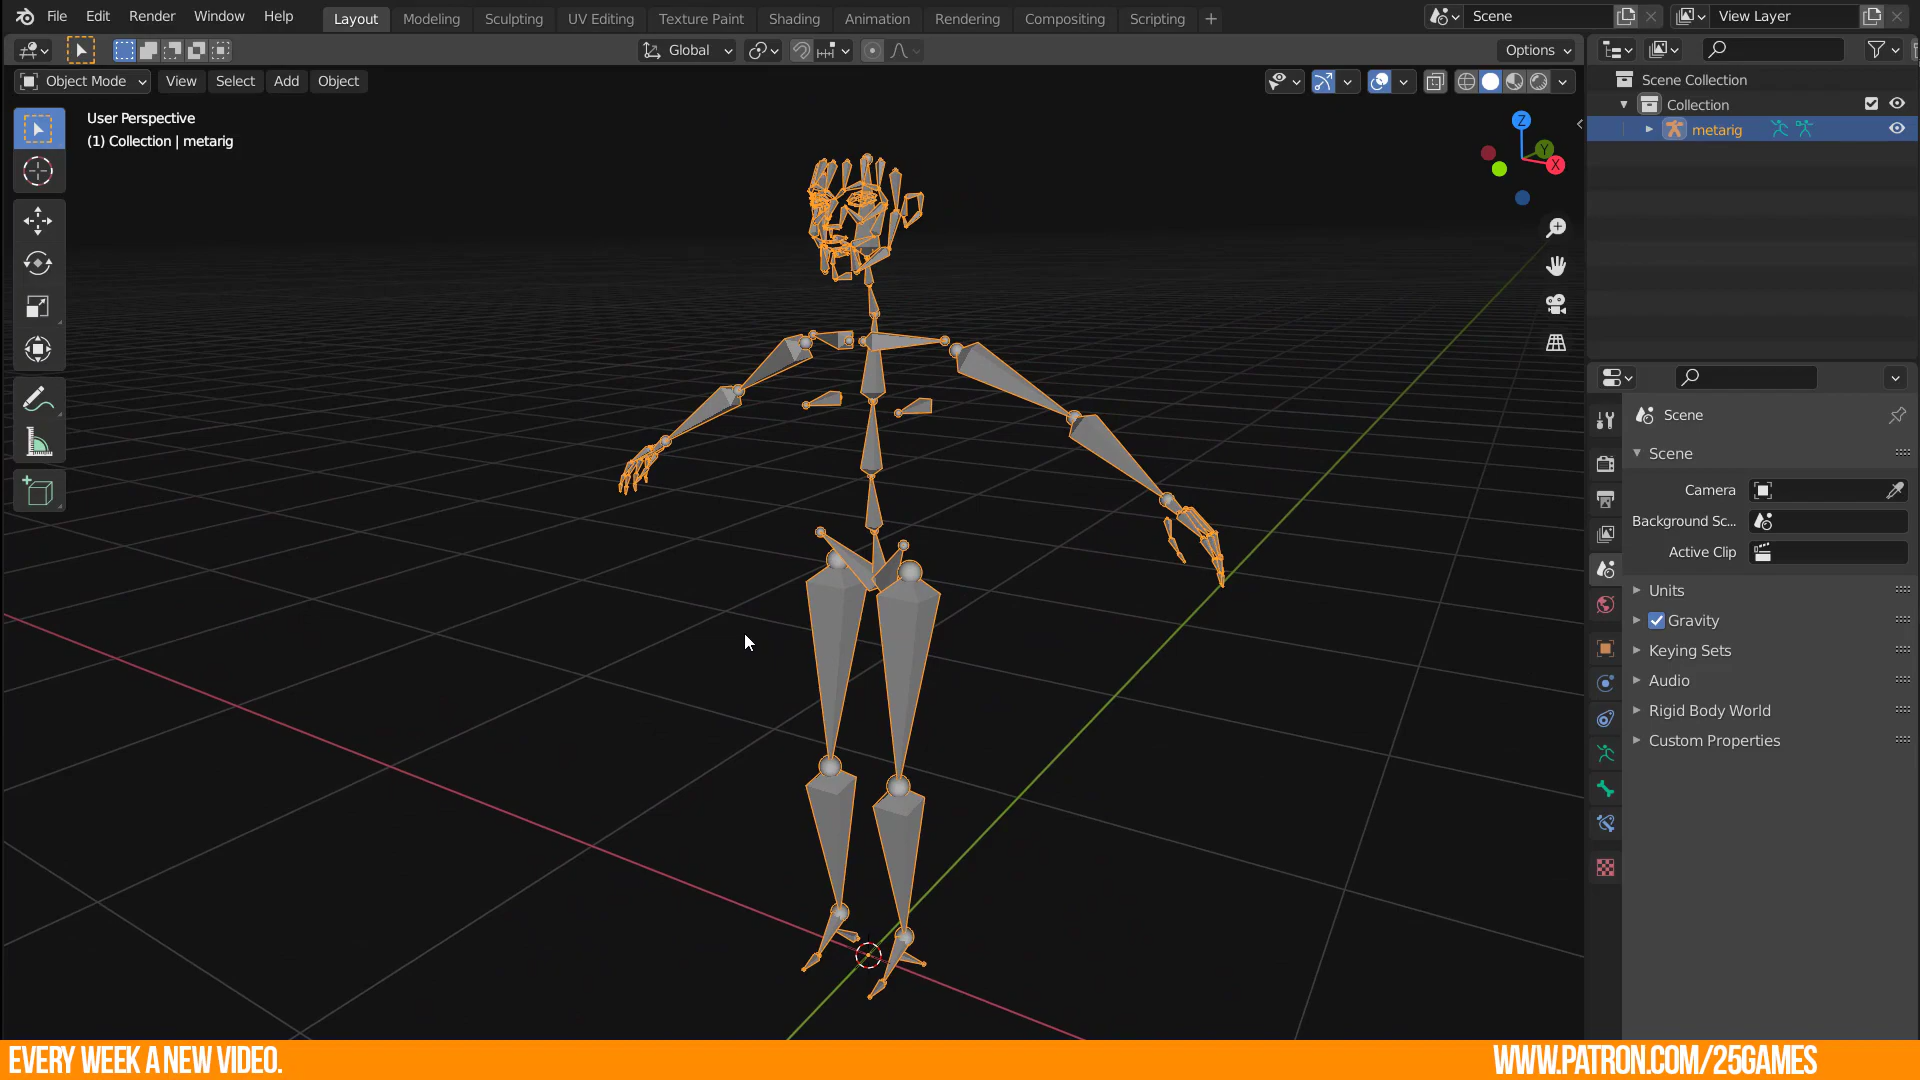 File Edit Render Window Help Layout Modeling Sculpting UV Editing Texture Paint Shading Animation Rendering Compositing Scripting + Scene View Layer
Global Options
Object Mode View Select Add Object
User Perspective
(1) Collection | metarig
Z
Y
X
Scene Collection
Collection
metarig
Scene
Scene
Camera
Background Sc...
Active Clip
Units
Gravity
Keying Sets
Audio
Rigid Body World
Custom Properties
EVERY WEEK A NEW VIDEO.
WWW.PATRON.COM/25GAMES